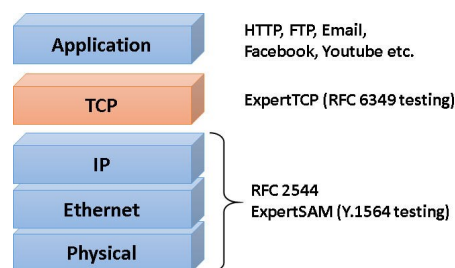 Application
HTTP, FTP, Email,
Facebook, Youtube etc.
TCP
ExpertTCP (RFC 6349 testing)
IP
Ethernet
Physical
RFC 2544
ExpertSAM (Y.1564 testing)